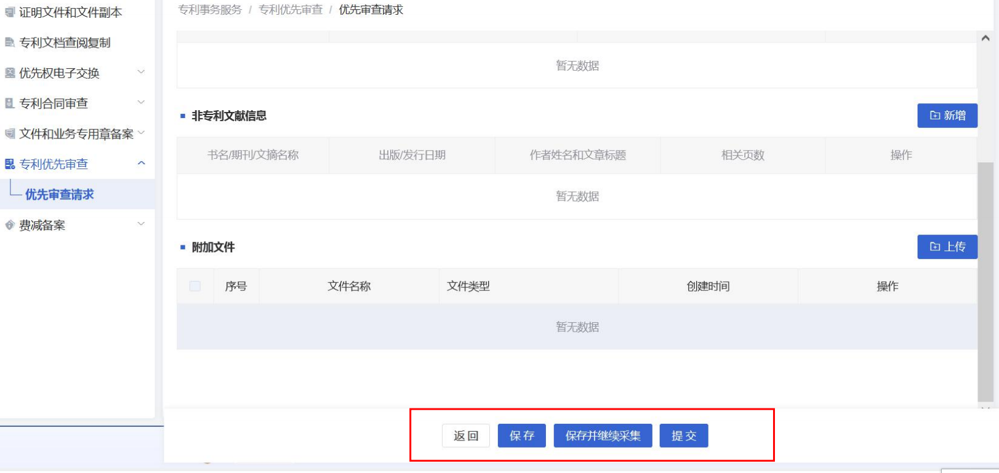 证明文件和文件副本
专利文档查阅复制
优先权电子交换
专利合同审查
文件和业务专用章备案
专利优先审查
优先审查请求
费减备案
专利事务服务 / 专利优先审查 / 优先审查请求
暂无数据
非专利文献信息
新增
书名/期刊/文摘名称 出版/发行日期 作者姓名和文章标题 相关页数 操作
暂无数据
附加文件
上传
序号 文件名称 文件类型 创建时间 操作
暂无数据
返回 保存 保存并继续采集 提交